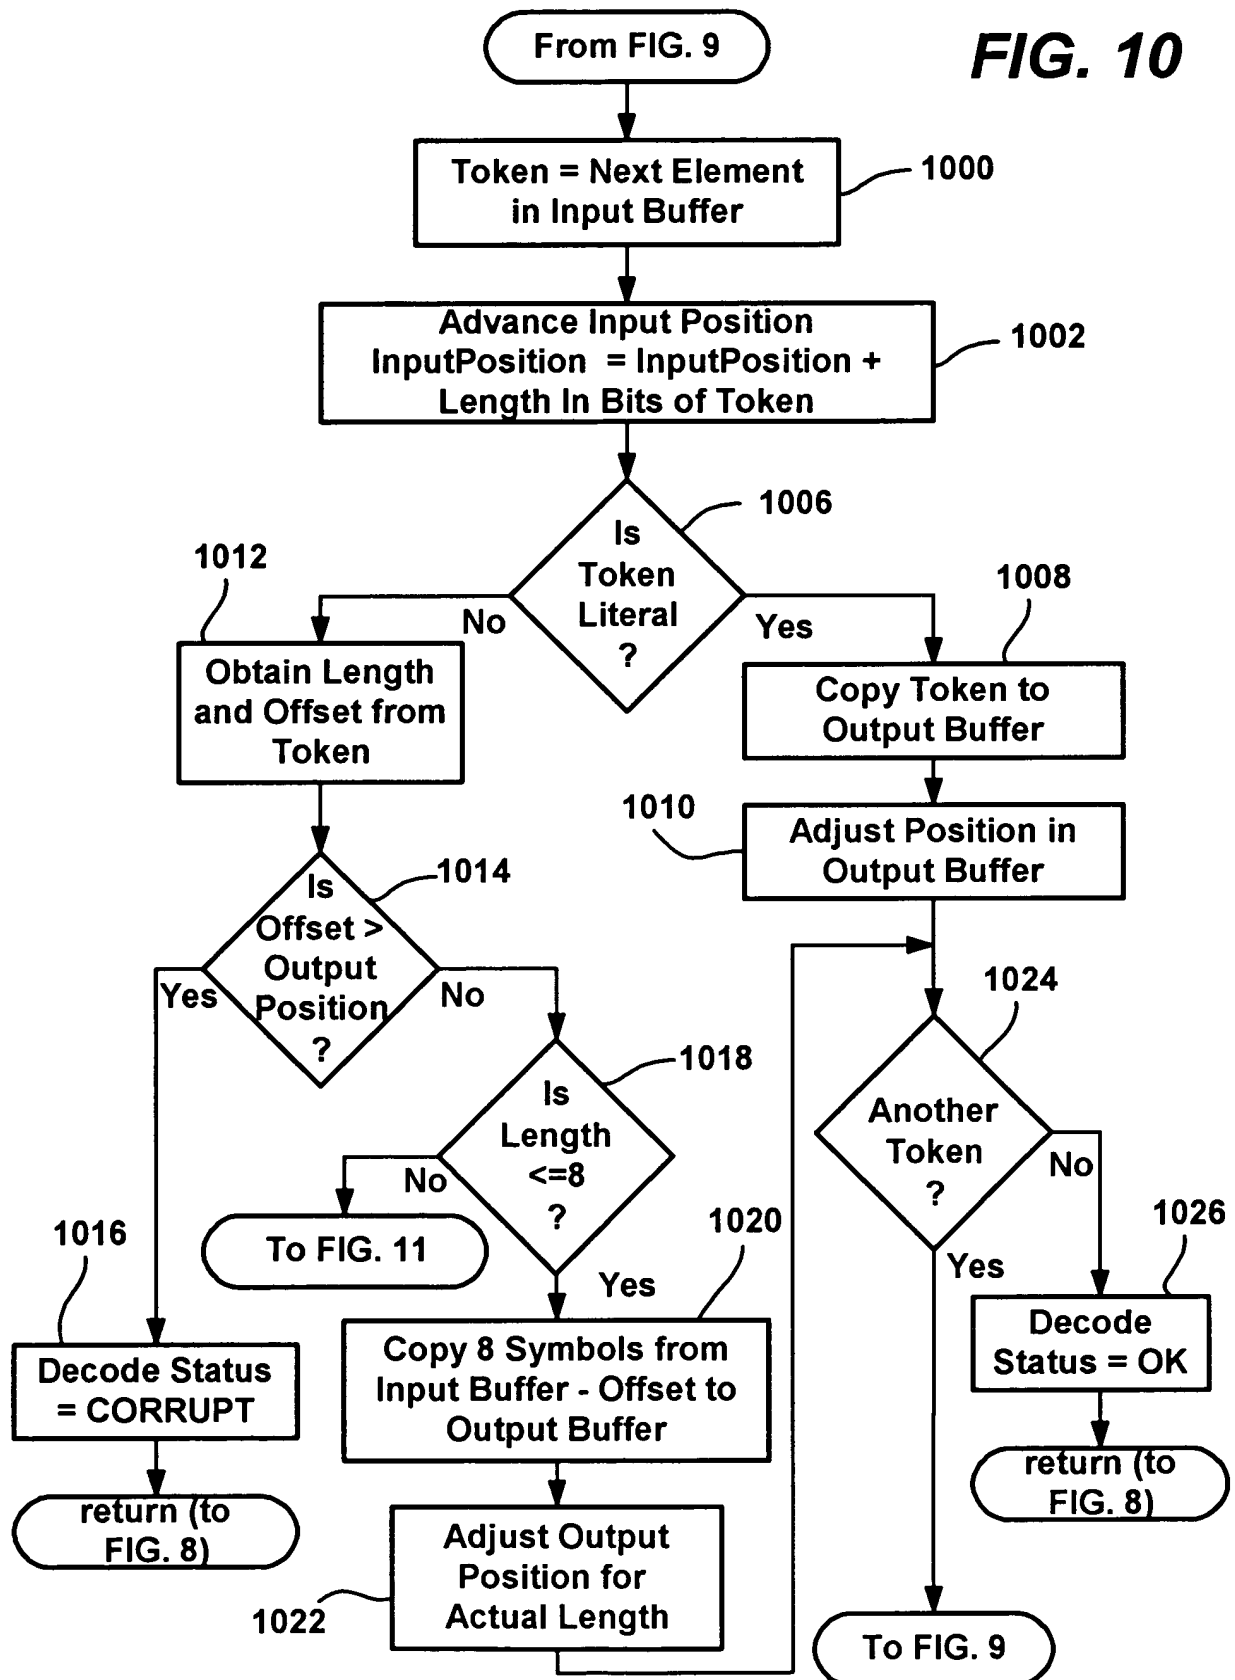 From FIG. 9
FIG. 10
Token = Next Element
in Input Buffer
1000
Advance Input Position
InputPosition = InputPosition +
Length In Bits of Token
1002
Is
Token
Literal
?
1006
No
Yes
1012
Obtain Length
and Offset from
Token
1008
Copy Token to
Output Buffer
1010
Adjust Position in
Output Buffer
Is
Offset >
Output
Position
?
1014
Yes
No
1018
Is
Length
<=8
?
No
Yes
To FIG. 11
1024
Another
Token
?
No
Yes
1016
Decode Status
= CORRUPT
return (to
FIG. 8)
1020
Copy 8 Symbols from
Input Buffer - Offset to
Output Buffer
1022
Adjust Output
Position for
Actual Length
1026
Decode
Status = OK
return (to
FIG. 8)
To FIG. 9